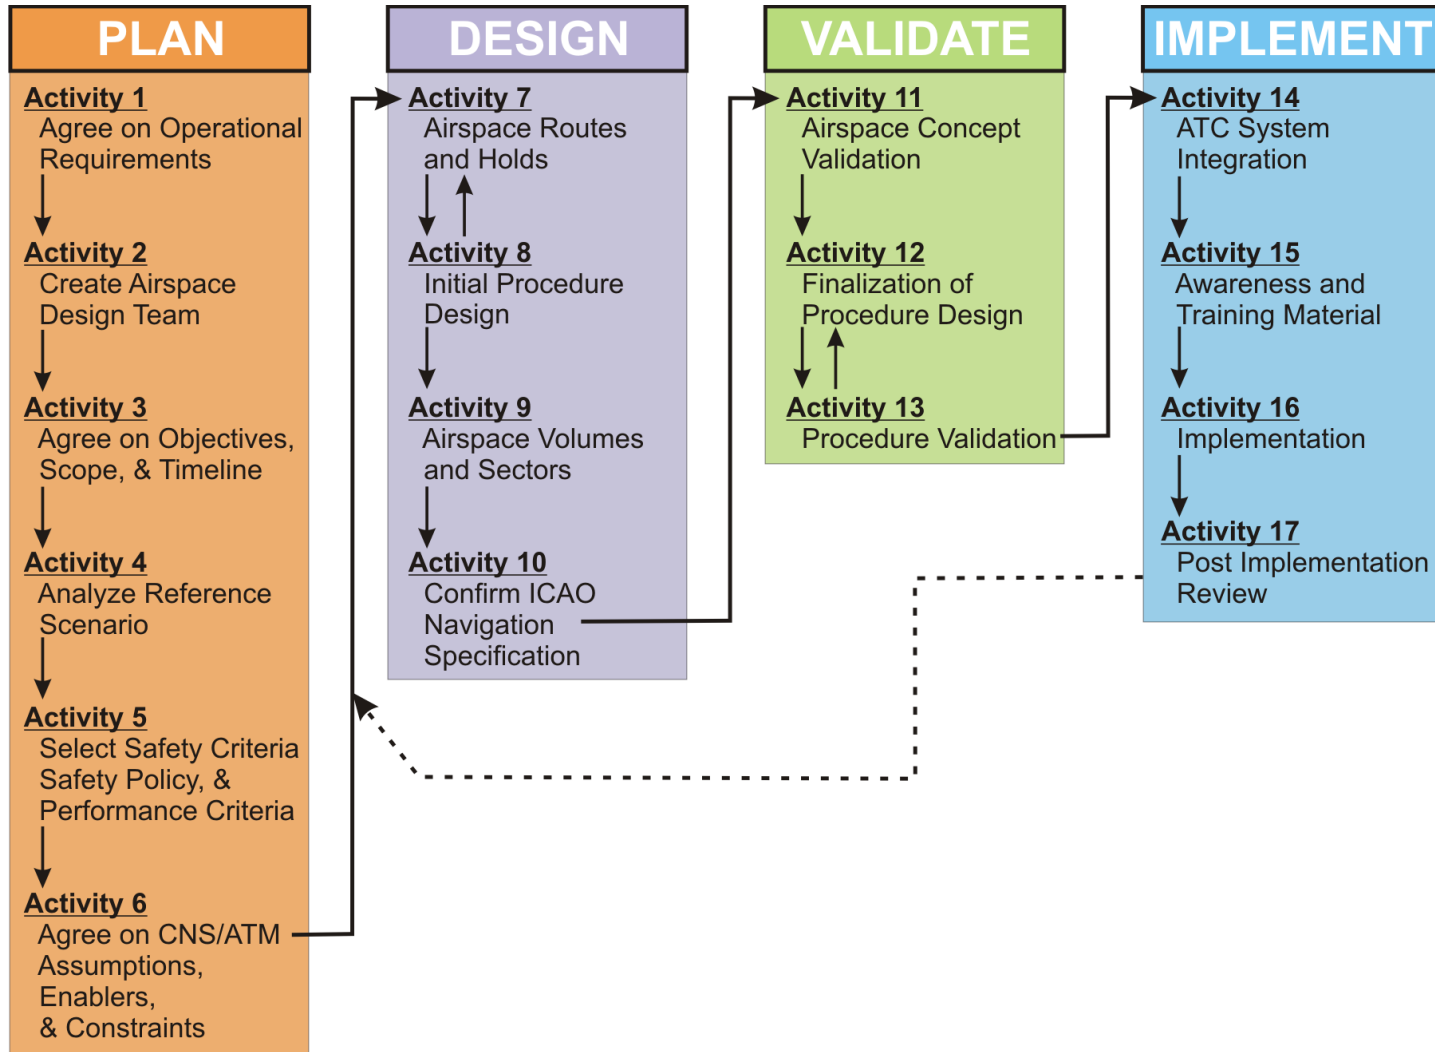 PLAN
Activity 1
Agree on Operational
Requirements
Activity 2
Create Airspace
Design Team
Activity 3
Agree on Objectives,
Scope, & Timeline
Activity 4
Analyze Reference
Scenario
Activity 5
Select Safety Criteria
Safety Policy, &
Performance Criteria
Activity 6
Agree on CNS/ATM
Assumptions,
Enablers,
& Constraints
DESIGN
Activity 7
Airspace Routes
and Holds
Activity 8
Initial Procedure
Design
Activity 9
Airspace Volumes
and Sectors
Activity 10
Confirm ICAO
Navigation
Specification
VALIDATE
Activity 11
Airspace Concept
Validation
Activity 12
Finalization of
Procedure Design
Activity 13
Procedure Validation
IMPLEMENT
Activity 14
ATC System
Integration
Activity 15
Awareness and
Training Material
Activity 16
Implementation
Activity 17
Post Implementation
Review